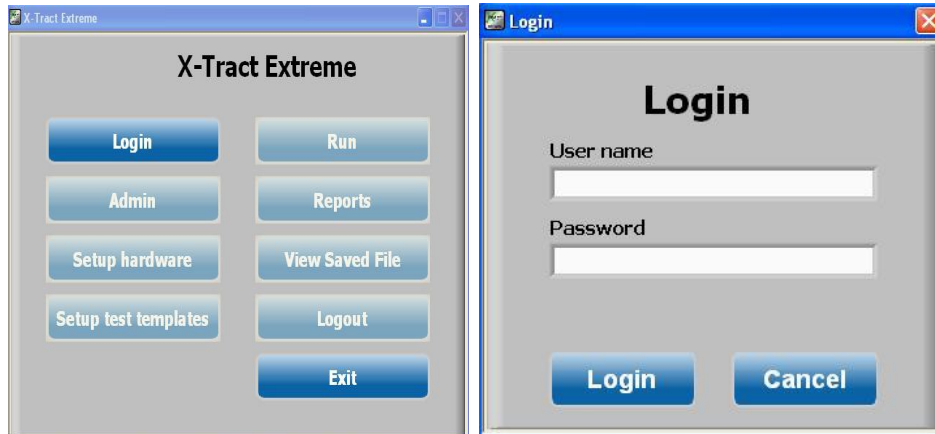 X-Tract Extreme
X-Tract Extreme
Login
Run
Admin
Reports
Setup hardware
View Saved File
Setup test templates
Logout
Exit
Login
Login
User name
Password
Login
Cancel